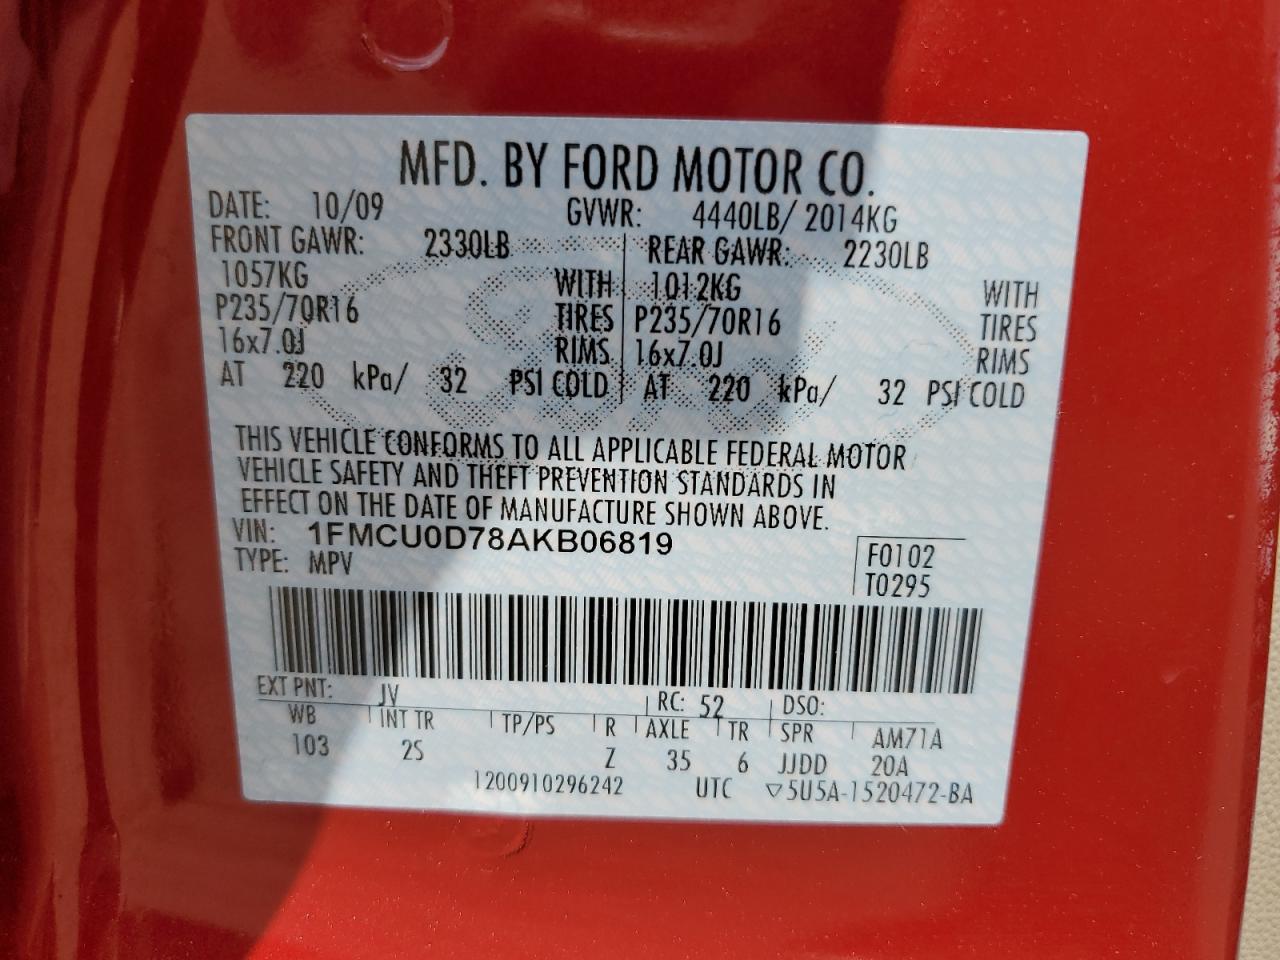 MFD. BY FORD MOTOR CO.
DATE: 10/09 GVWR: 4440LB/ 2014KG
FRONT GAWR: 2330LB REAR GAWR: 2230LB
1057KG WITH 1012KG WITH
P235/70R16 TIRES P235/70R16 TIRES
16x7.0J RIMS 16x7.0J RIMS
AT 220 kPa/ 32 PSI COLD AT 220 kPa/ 32 PSI COLD
THIS VEHICLE CONFORMS TO ALL APPLICABLE FEDERAL MOTOR
VEHICLE SAFETY AND THEFT PREVENTION STANDARDS IN
EFFECT ON THE DATE OF MANUFACTURE SHOWN ABOVE.
VIN: 1FMCU0D78AKB06819
TYPE: MPV F0102
T0295
EXT PNT: JV RC: 52 DSO:
WB INT TR TP/PS R AXLE TR SPR AM71A
103 2S Z 35 6 JJDD 20A
1200910296242 UTC ▽5U5A-1520472-BA